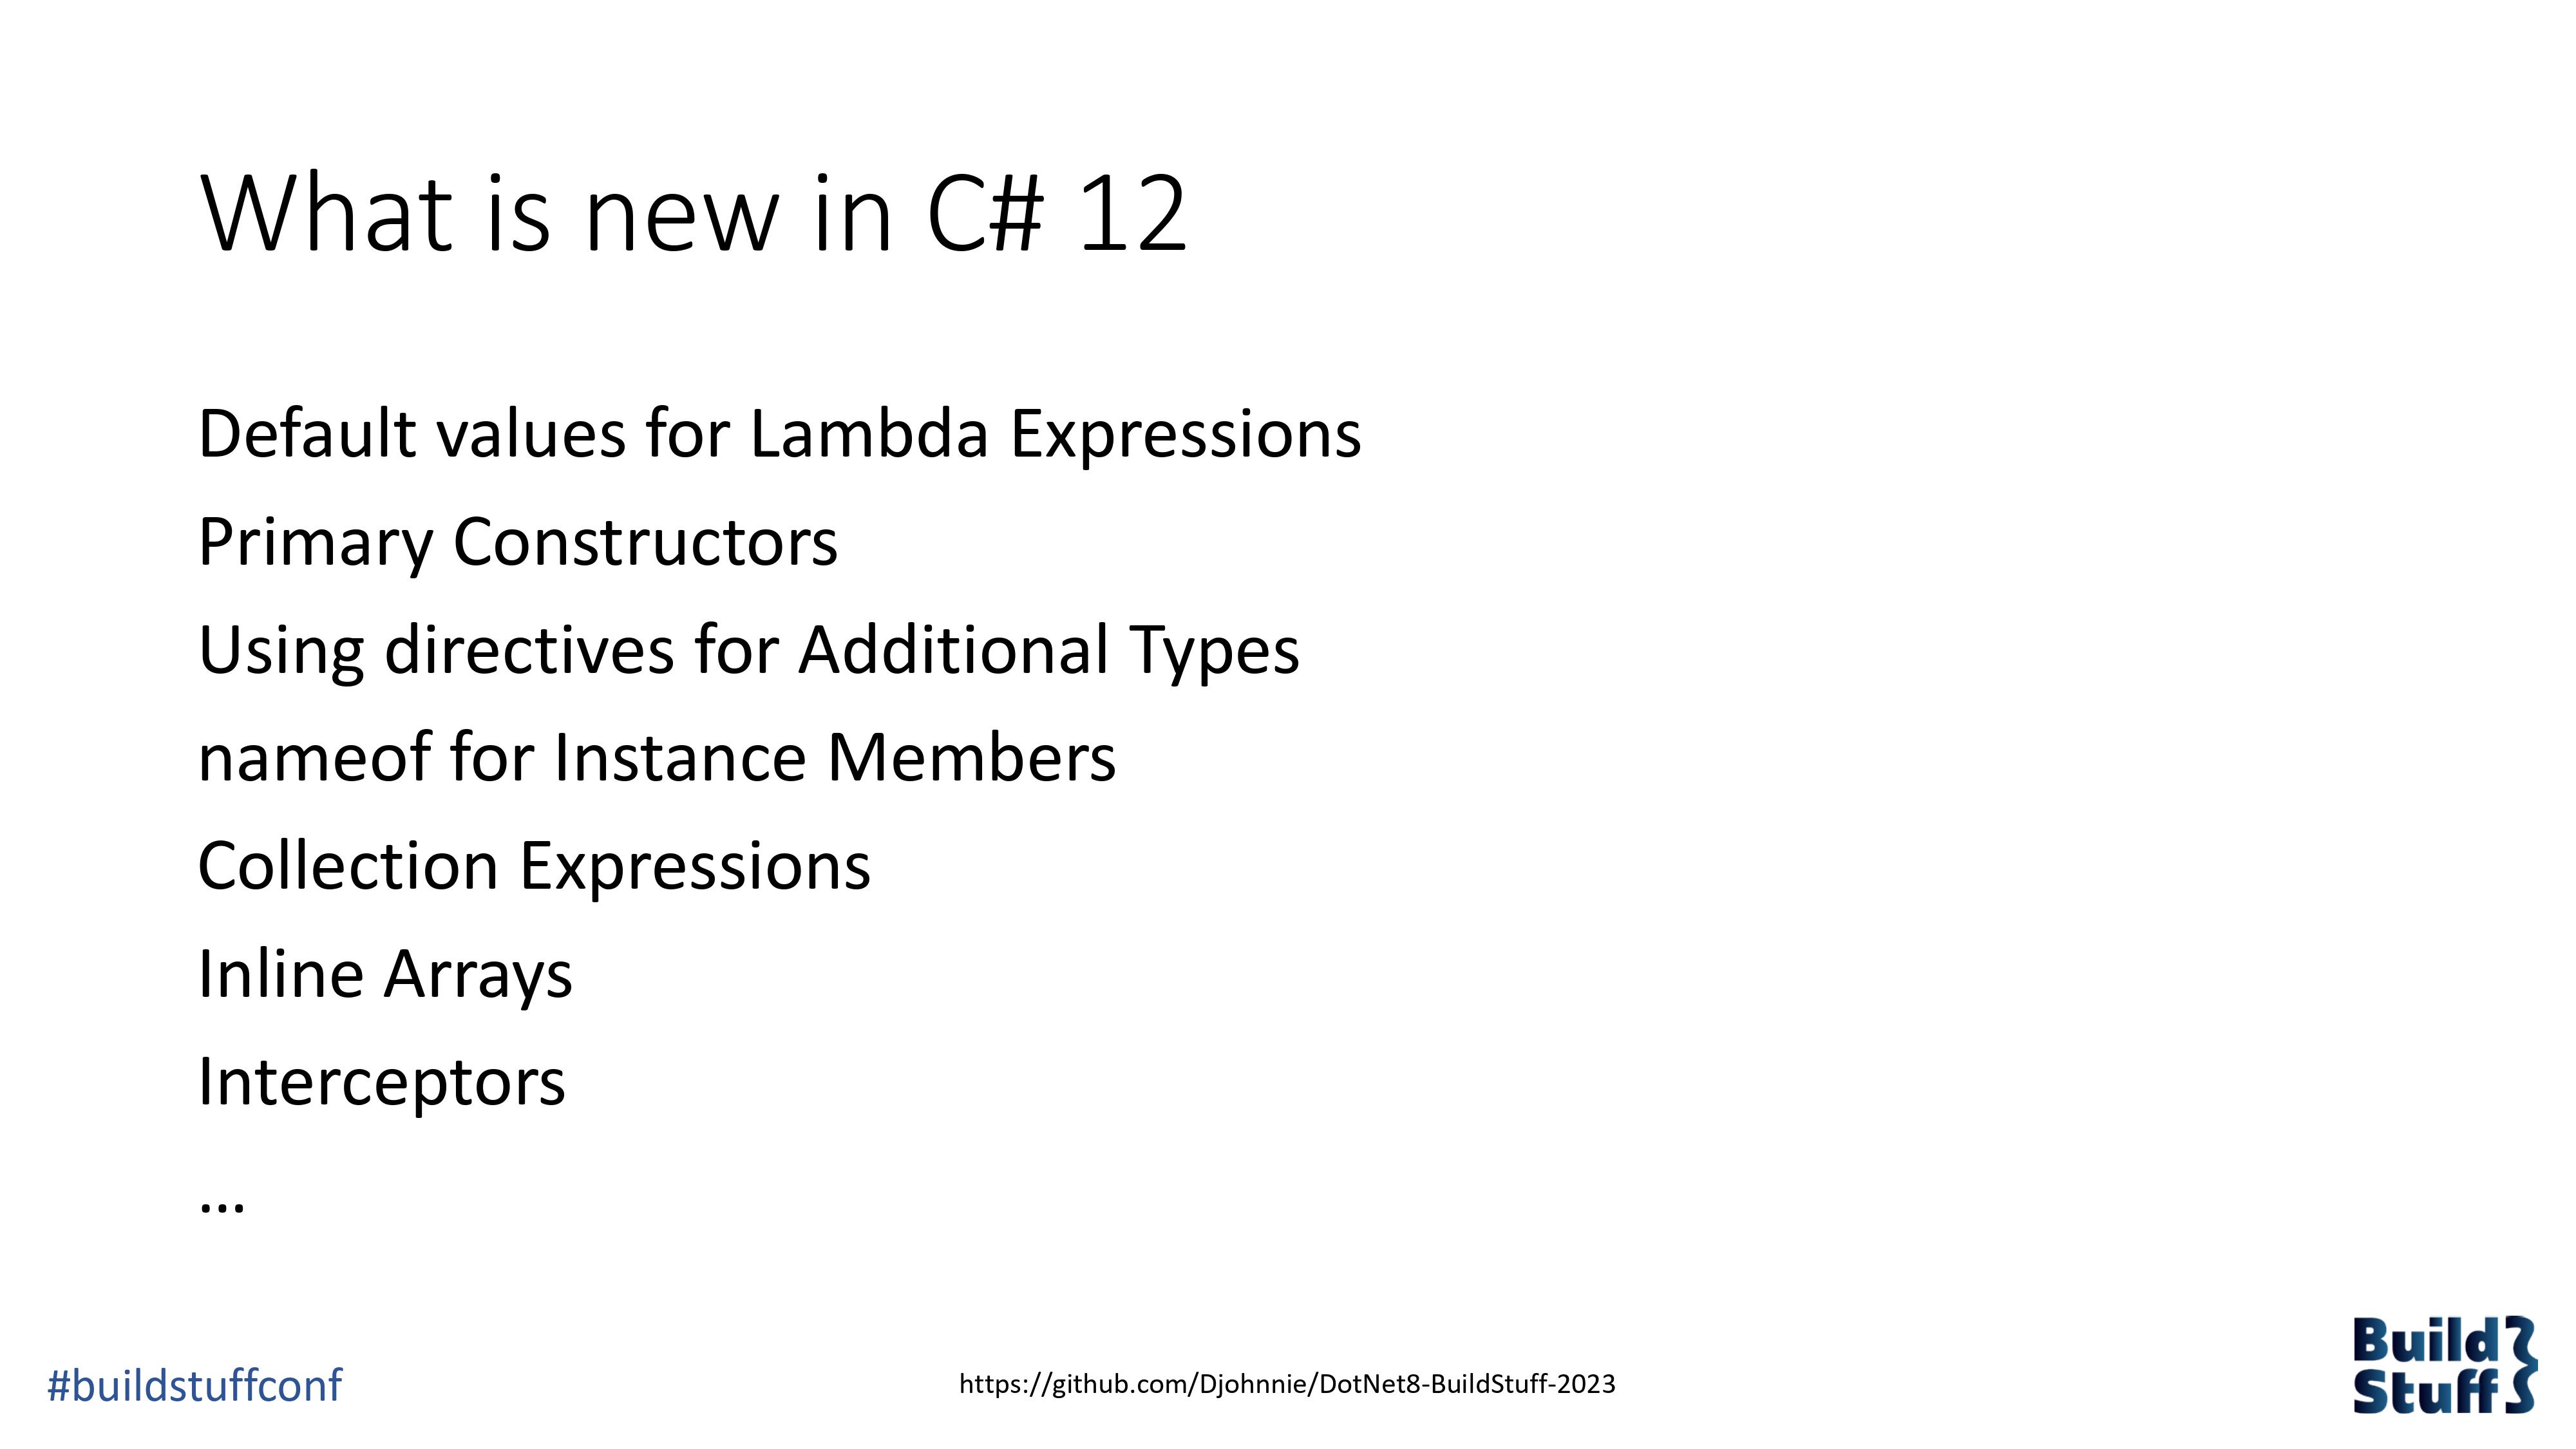 What is new in C# 12
Default values for Lambda Expressions
Primary Constructors
Using directives for Additional Types
nameof for Instance Members
Collection Expressions
Inline Arrays
Interceptors
...
#buildstuffconf
https://github.com/Djohnnie/DotNet8-BuildStuff-2023
Build
Stuff